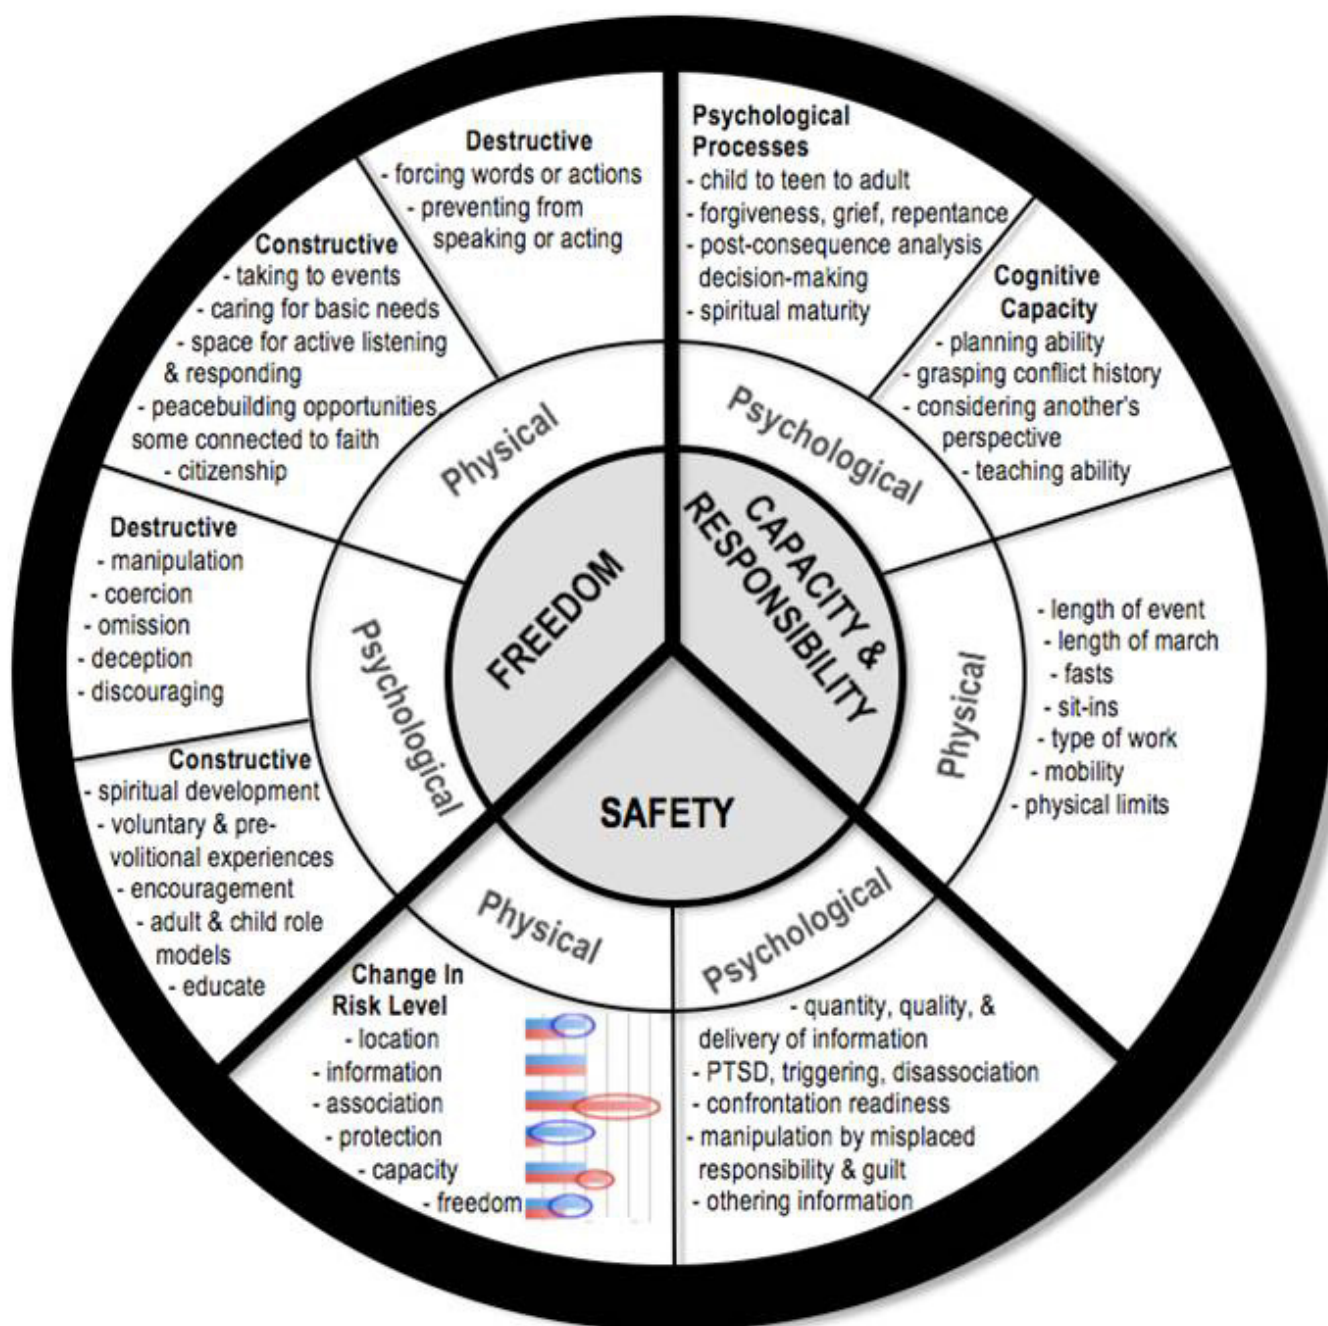 FREEDOM
Physical
Destructive
- forcing words or actions
- preventing from
speaking or acting
Constructive
- taking to events
- caring for basic needs
- space for active listening
& responding
- peacebuilding opportunities,
some connected to faith
- citizenship
Psychological
Destructive
- manipulation
- coercion
- omission
- deception
- discouraging
Constructive
- spiritual development
- voluntary & pre-
volitional experiences
- encouragement
- adult & child role
models
- educate
CAPACITY &
RESPONSIBILITY
Psychological
Psychological
Processes
- child to teen to adult
- forgiveness, grief, repentance
- post-consequence analysis
decision-making
- spiritual maturity
Cognitive
Capacity
- planning ability
- grasping conflict history
- considering another's
perspective
- teaching ability
Physical
- length of event
- length of march
- fasts
- sit-ins
- type of work
- mobility
- physical limits
SAFETY
Physical
Change In
Risk Level
- location
- information
- association
- protection
- capacity
- freedom
Psychological
- quantity, quality, &
delivery of information
- PTSD, triggering, disassociation
- confrontation readiness
- manipulation by misplaced
responsibility & guilt
- othering information